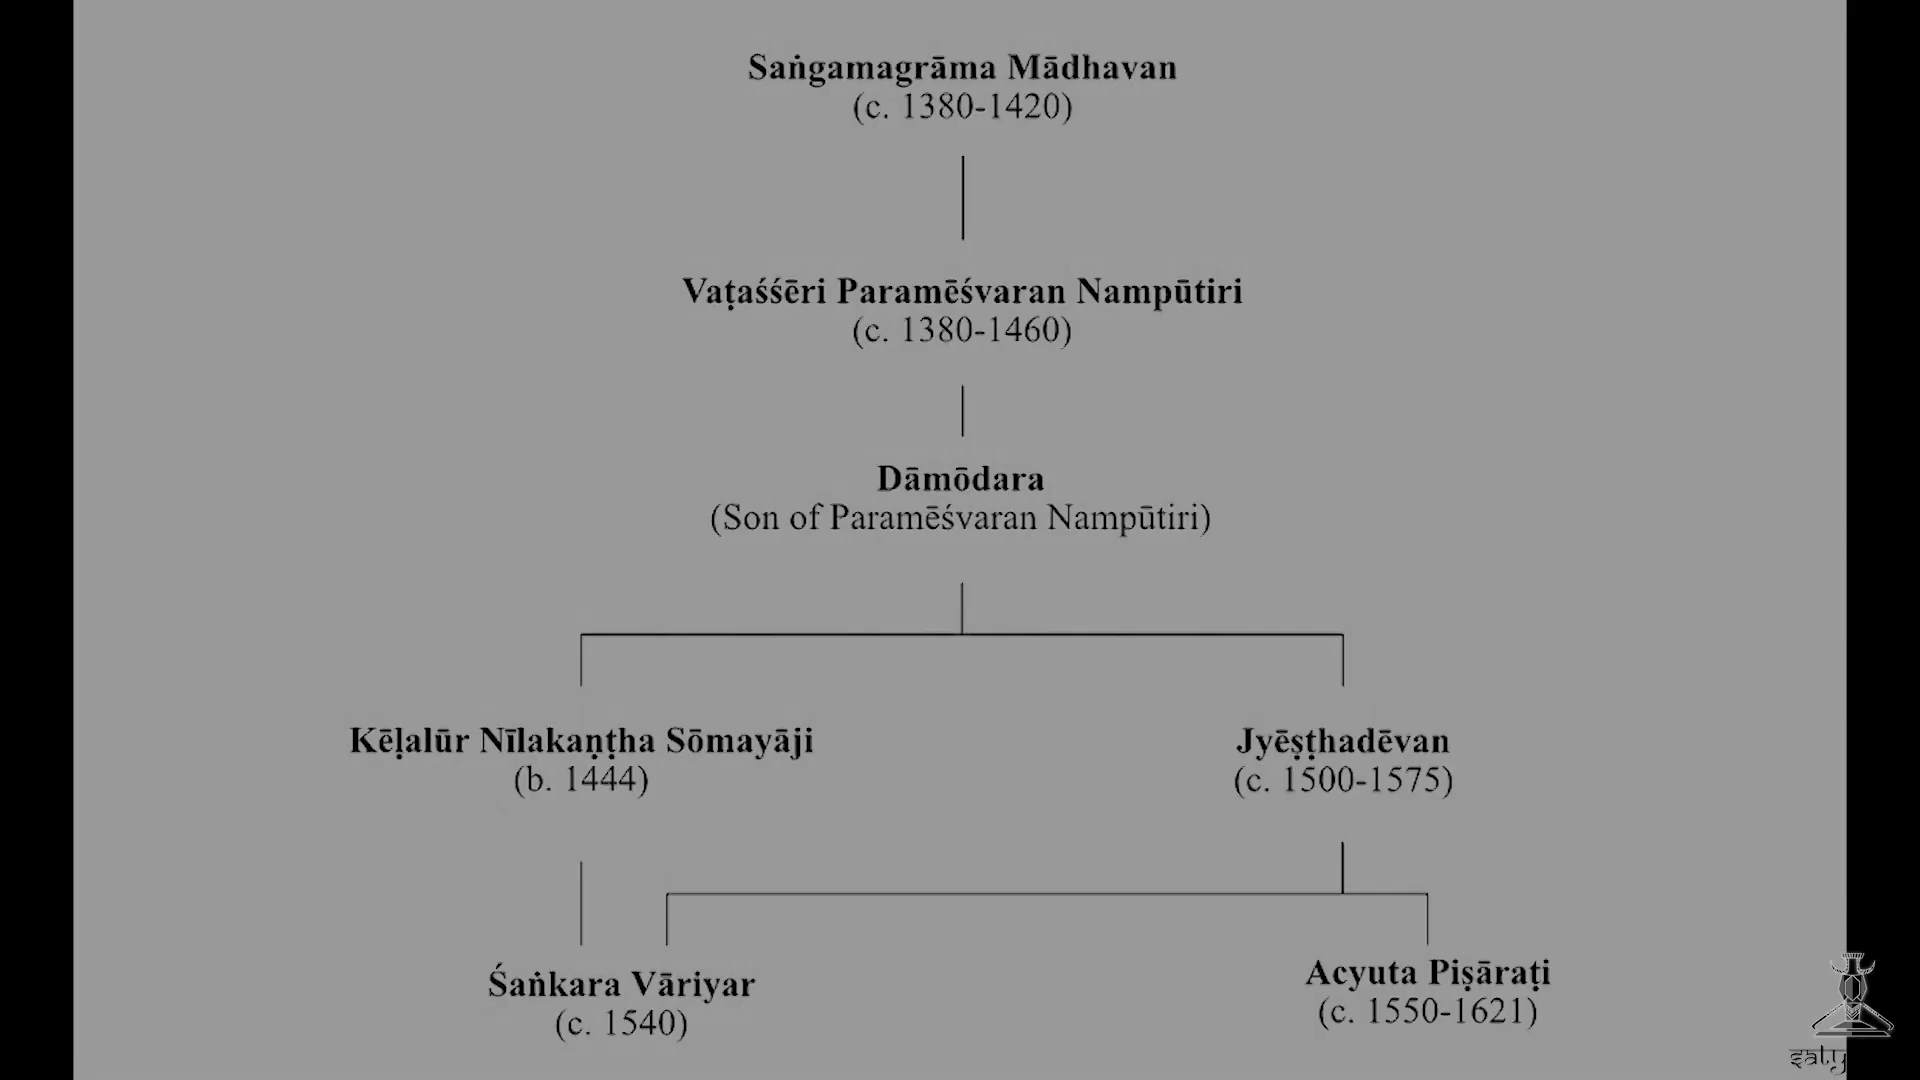 Saṅgamagrāma Mādhavan
(c. 1380-1420)
Vaṭaśśēri Paramēśvaran Nampūtiri
(c. 1380-1460)
Dāmōdara
(Son of Paramēśvaran Nampūtiri)
Kēḷalūr Nīlakaṇṭha Sōmayāji
(b. 1444)
Jyēṣṭhadēvan
(c. 1500-1575)
Śaṅkara Vāriyar
(c. 1540)
Acyuta Piṣāraṭi
(c. 1550-1621)